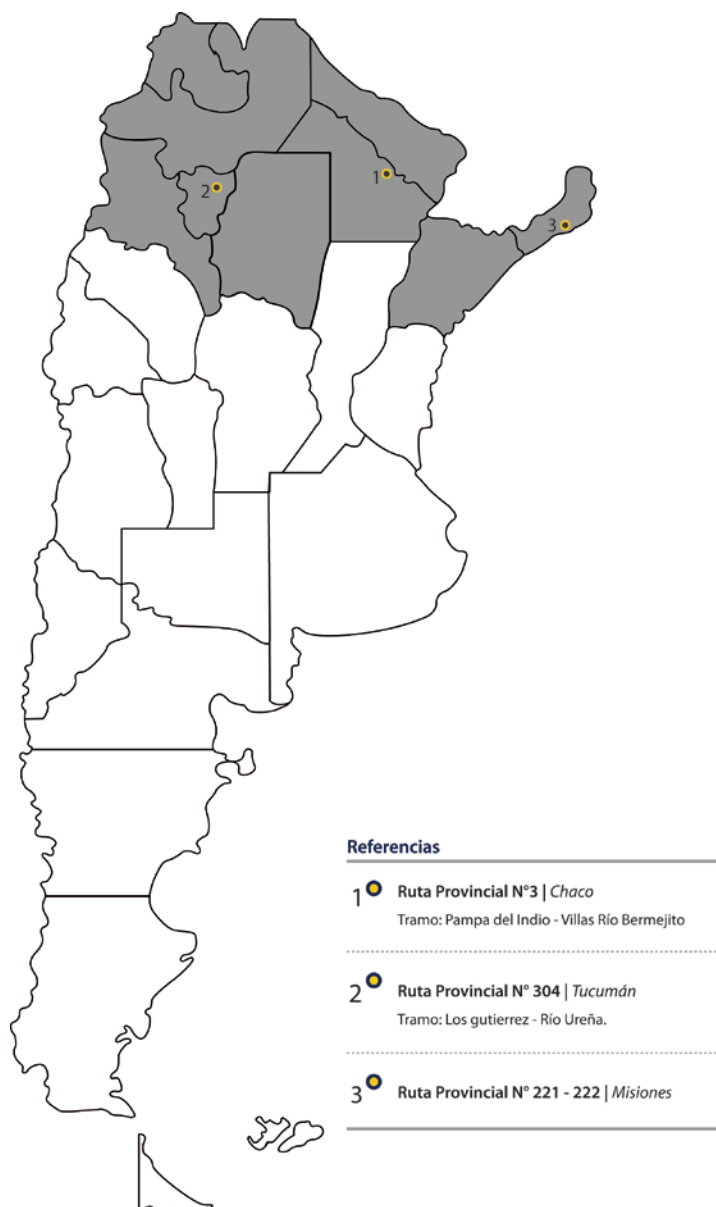 1
2
3
Referencias
1 Ruta Provincial N°3 | Chaco
Tramo: Pampa del Indio - Villas Río Bermejito
2 Ruta Provincial N° 304 | Tucumán
Tramo: Los gutierrez - Río Ureña.
3 Ruta Provincial N° 221 - 222 | Misiones